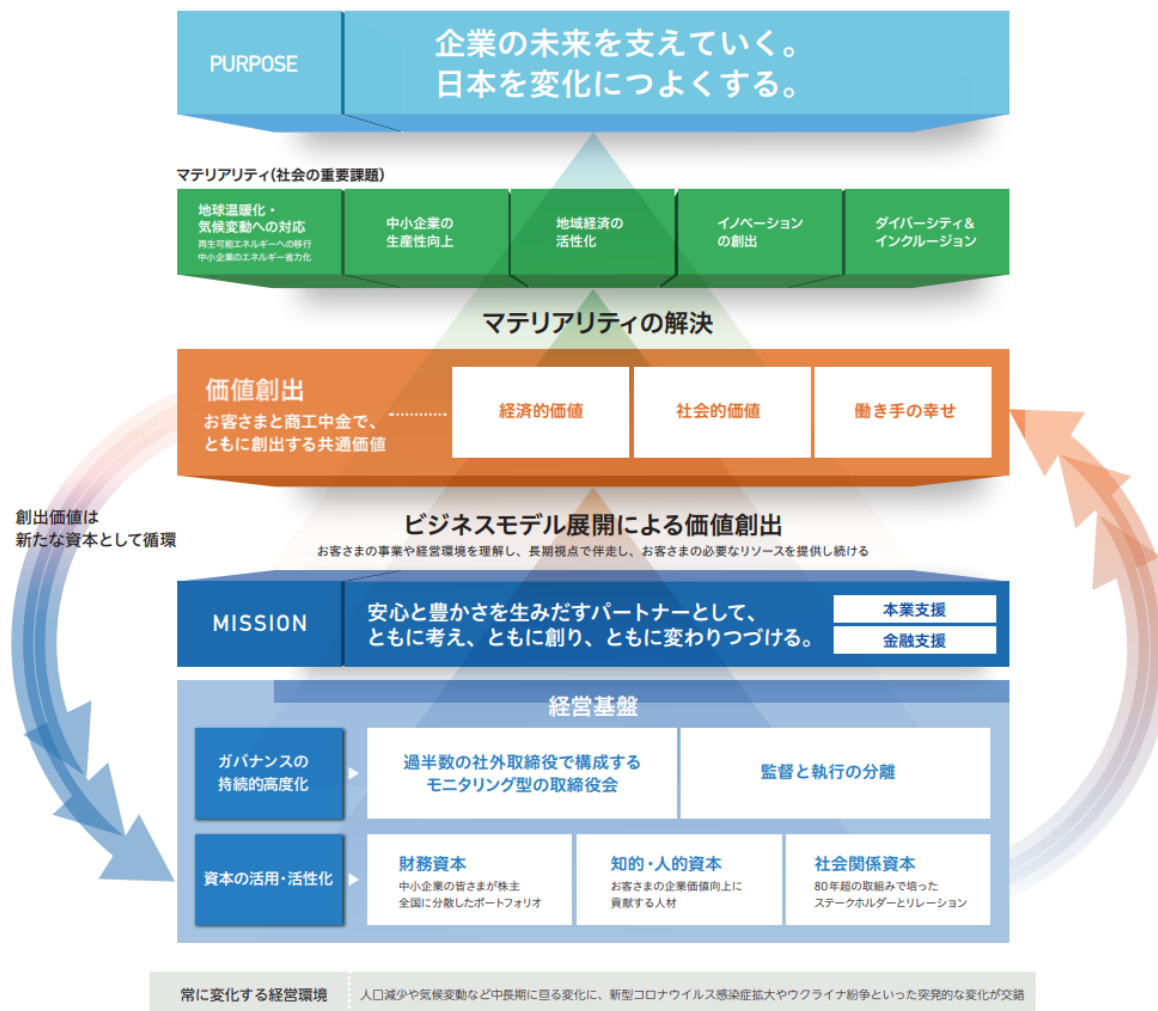 PURPOSE
企業の未来を支えていく。
日本を変化につよくする。
マテリアリティ(社会の重要課題)
地球温暖化・
気候変動への対応
再生可能エネルギーへの移行
中小企業のエネルギー省力化
中小企業の
生産性向上
地域経済の
活性化
イノベーション
の創出
ダイバーシティ&
インクルージョン
マテリアリティの解決
価値創出
お客さまと商工中金で、
ともに創出する共通価値
経済的価値
社会的価値
働き手の幸せ
創出価値は
新たな資本として循環
ビジネスモデル展開による価値創出
お客さまの事業や経営環境を理解し、長期視点で伴走し、お客さまの必要なリソースを提供し続ける
MISSION
安心と豊かさを生みだすパートナーとして、
ともに考え、ともに創り、ともに変わりつづける。
本業支援
金融支援
経営基盤
ガバナンスの
持続的高度化
過半数の社外取締役で構成する
モニタリング型の取締役会
監督と執行の分離
資本の活用・活性化
財務資本
中小企業の皆さまが株主
全国に分散したポートフォリオ
知的・人的資本
お客さまの企業価値向上に
貢献する人材
社会関係資本
80年超の取組みで培った
ステークホルダーとリレーション
常に変化する経営環境
人口減少や気候変動など中長期に亘る変化に、新型コロナウイルス感染症拡大やウクライナ紛争といった突発的な変化が交錯